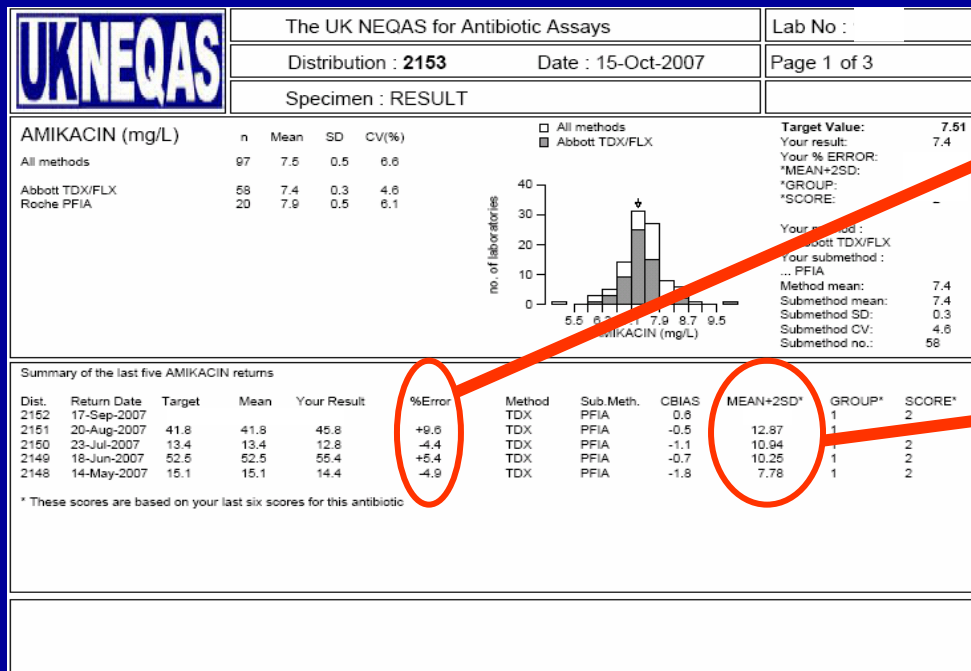 UKNEQAS
The UK NEQAS for Antibiotic Assays
Lab No :
Distribution : 2153 Date : 15-Oct-2007
Page 1 of 3
Specimen : RESULT
AMIKACIN (mg/L) n Mean SD CV(%)
All methods 97 7.5 0.5 6.6
Abbott TDX/FLX 58 7.4 0.3 4.6
Roche PFIA 20 7.9 0.5 6.1
All methods
Abbott TDX/FLX
no. of laboratories
40
30
20
10
0
5.5 7.9 8.7 9.5
(mg/L)
Target Value: 7.51
Your result: 7.4
Your % ERROR:
*MEAN+2SD:
*GROUP:
*SCORE: _
Your :
TDX/FLX
Your submethod :
... PFIA
Method mean: 7.4
Submethod mean: 7.4
Submethod SD: 0.3
Submethod CV: 4.6
Submethod no.: 58
Summary of the last five AMIKACIN returns
Dist. Return Date Target Mean Your Result %Error Method Sub.Meth. CBIAS MEAN+2SD* GROUP* SCORE*
2152 17-Sep-2007 TDX PFIA 0.6 1 2
2151 20-Aug-2007 41.8 41.8 45.8 +9.6 TDX PFIA -0.5 12.87 1
2150 23-Jul-2007 13.4 13.4 12.8 -4.4 TDX PFIA -1.1 10.94 2
2149 18-Jun-2007 52.5 52.5 55.4 +5.4 TDX PFIA -0.7 10.25 1 2
2148 14-May-2007 15.1 15.1 14.4 -4.9 TDX PFIA -1.8 7.78 1 2
* These scores are based on your last six scores for this antibiotic